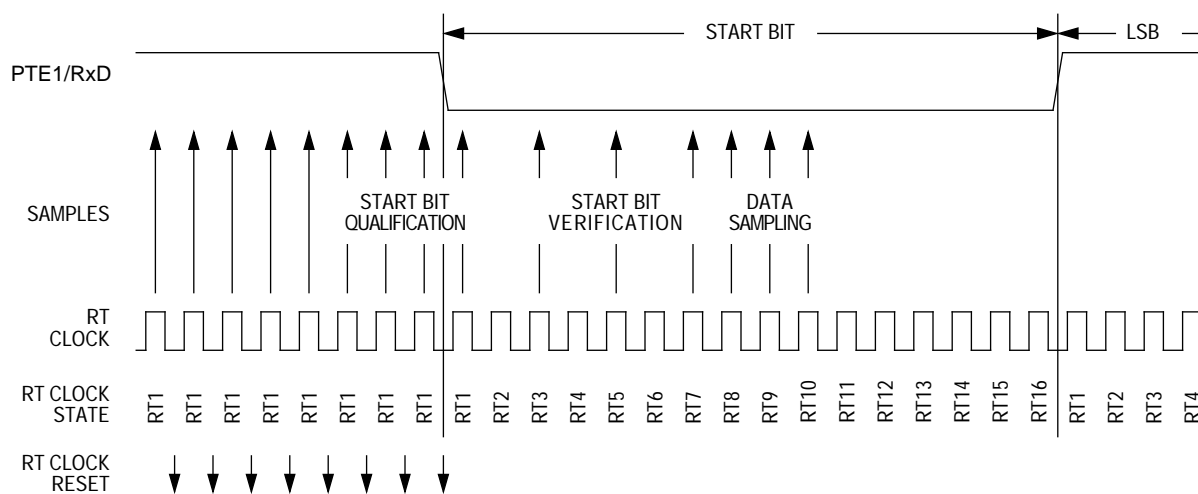 START BIT
LSB
PTE1/RxD
SAMPLES
START BIT
QUALIFICATION
START BIT
VERIFICATION
DATA
SAMPLING
RT
CLOCK
RT CLOCK
STATE
RT1 RT1 RT1 RT1 RT1 RT1 RT1 RT1 RT1 RT2 RT3 RT4 RT5 RT6 RT7 RT8 RT9 RT10 RT11 RT12 RT13 RT14 RT15 RT16 RT1 RT2 RT3 RT4
RT CLOCK
RESET